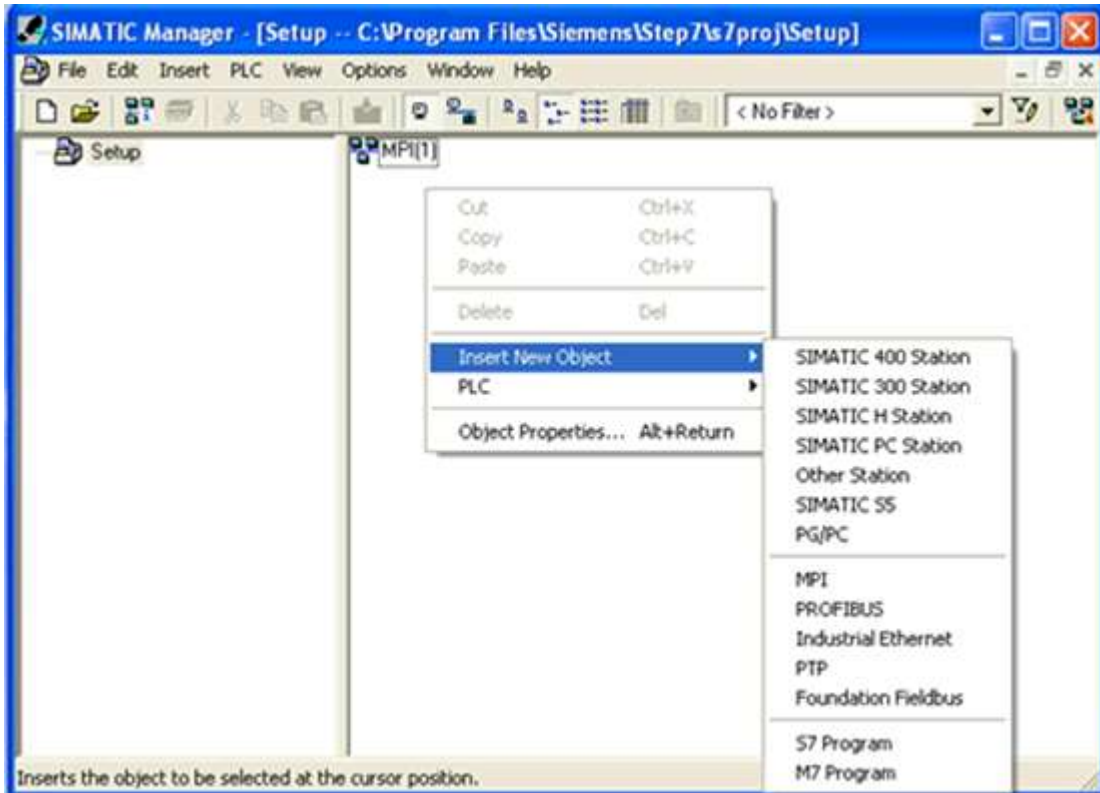 SIMATIC Manager - [Setup -- C:\Program Files\Siemens\Step7\s7proj\Setup]
File Edit Insert PLC View Options Window Help
< No Filter >
Setup
MPI(1)
Cut Ctrl+X
Copy Ctrl+C
Paste Ctrl+V
Delete Del
Insert New Object
PLC
Object Properties... Alt+Return
SIMATIC 400 Station
SIMATIC 300 Station
SIMATIC H Station
SIMATIC PC Station
Other Station
SIMATIC S5
PG/PC
MPI
PROFIBUS
Industrial Ethernet
PTP
Foundation Fieldbus
S7 Program
M7 Program
Inserts the object to be selected at the cursor position.